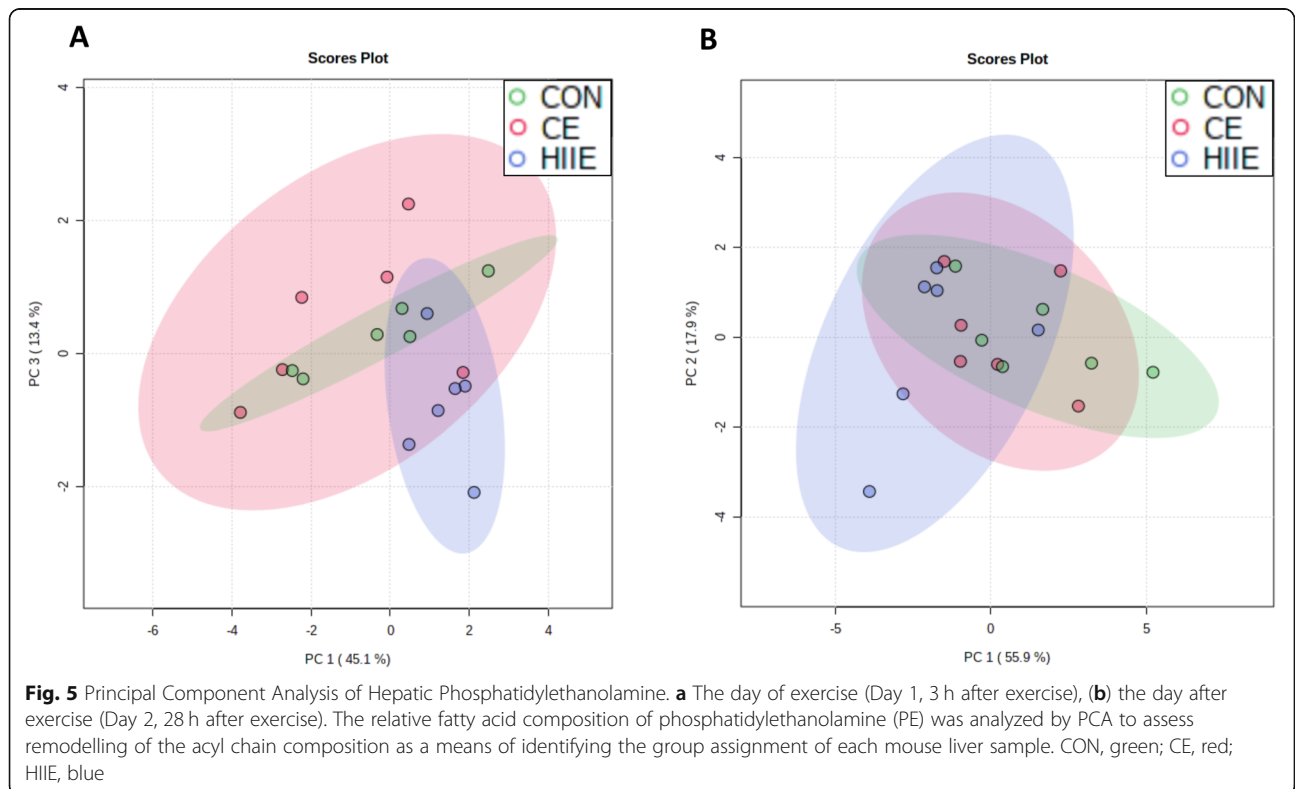 A
B
Scores Plot
CON
CE
HIIE
4
2
0
-2
PC 3 ( 13.4 %)
-6
-4
-2
0
2
4
PC 1 ( 45.1 %)
Scores Plot
CON
CE
HIIE
4
2
0
-2
-4
PC 2 ( 17.9 %)
-5
0
5
PC 1 ( 55.9 %)
Fig. 5 Principal Component Analysis of Hepatic Phosphatidylethanolamine. a The day of exercise (Day 1, 3 h after exercise), (b) the day after
exercise (Day 2, 28 h after exercise). The relative fatty acid composition of phosphatidylethanolamine (PE) was analyzed by PCA to assess
remodelling of the acyl chain composition as a means of identifying the group assignment of each mouse liver sample. CON, green; CE, red;
HIIE, blue